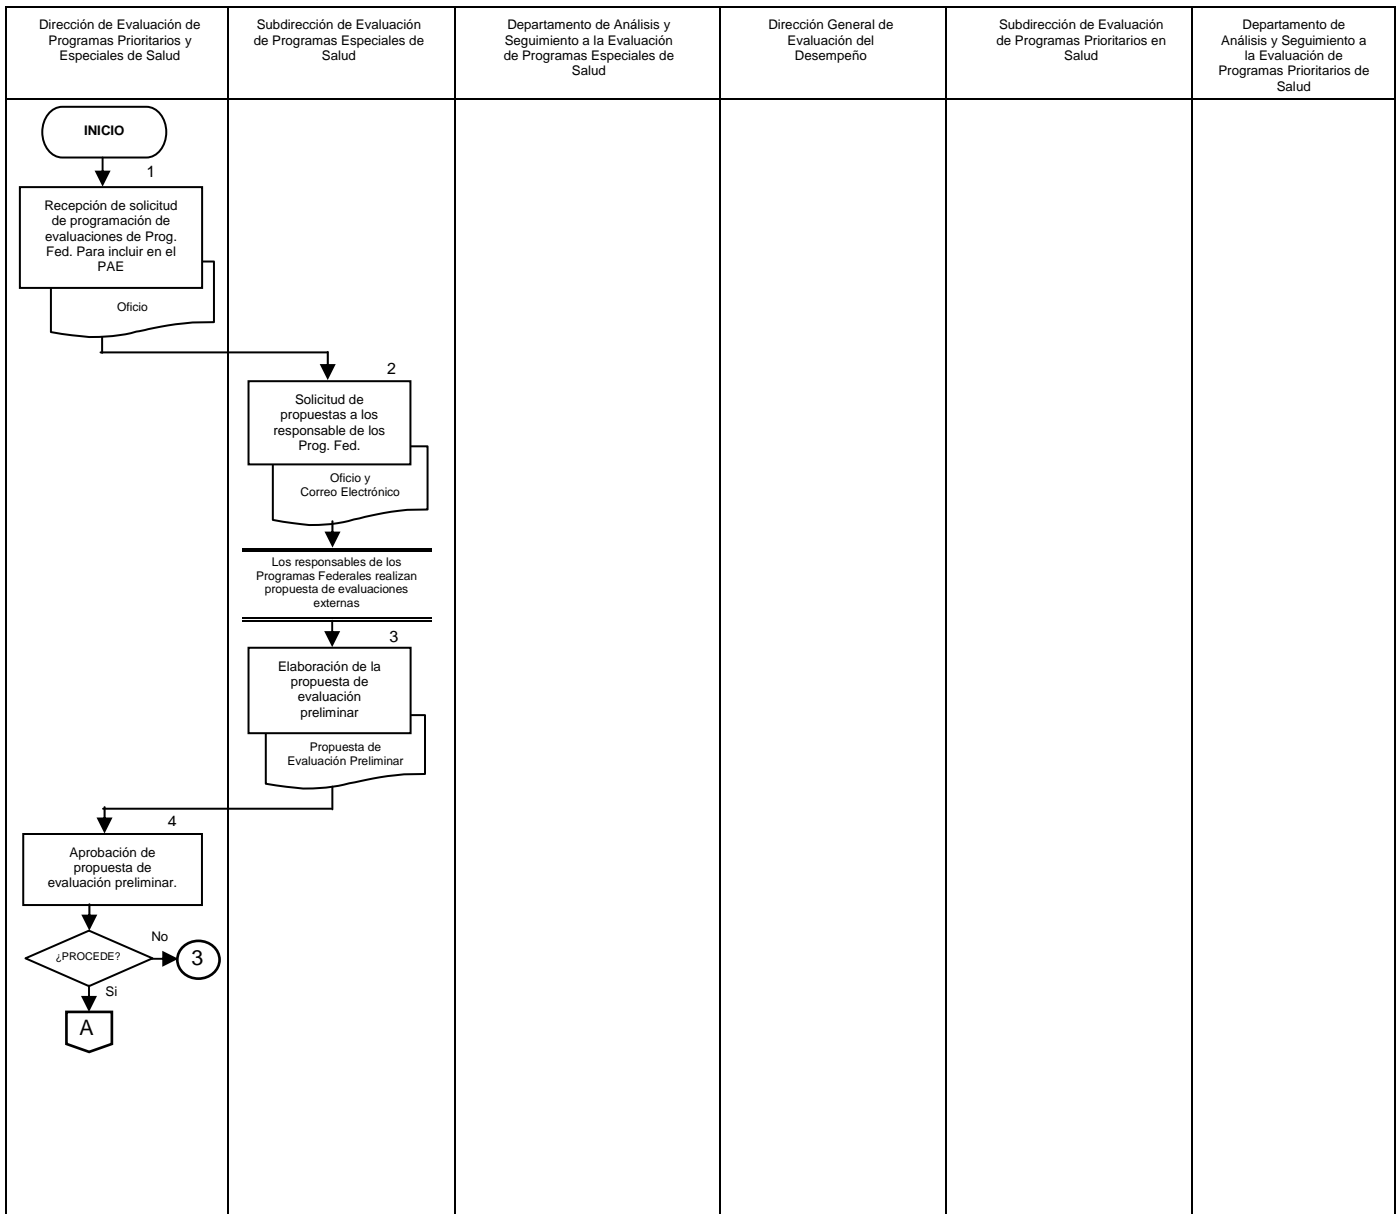 Dirección de Evaluación de
Programas Prioritarios y
Especiales de Salud
Subdirección de Evaluación
de Programas Especiales de
Salud
Departamento de Análisis y
Seguimiento a la Evaluación
de Programas Especiales de
Salud
Dirección General de
Evaluación del
Desempeño
Subdirección de Evaluación
de Programas Prioritarios en
Salud
Departamento de
Análisis y Seguimiento a
la Evaluación de
Programas Prioritarios de
Salud
INICIO
1
Recepción de solicitud
de programación de
evaluaciones de Prog.
Fed. Para incluir en el
PAE
Oficio
2
Solicitud de
propuestas a los
responsable de los
Prog. Fed.
Oficio y
Correo Electrónico
Los responsables de los
Programas Federales realizan
propuesta de evaluaciones
externas
3
Elaboración de la
propuesta de
evaluación
preliminar
Propuesta de
Evaluación Preliminar
4
Aprobación de
propuesta de
evaluación preliminar.
¿PROCEDE?
No
3
Si
A